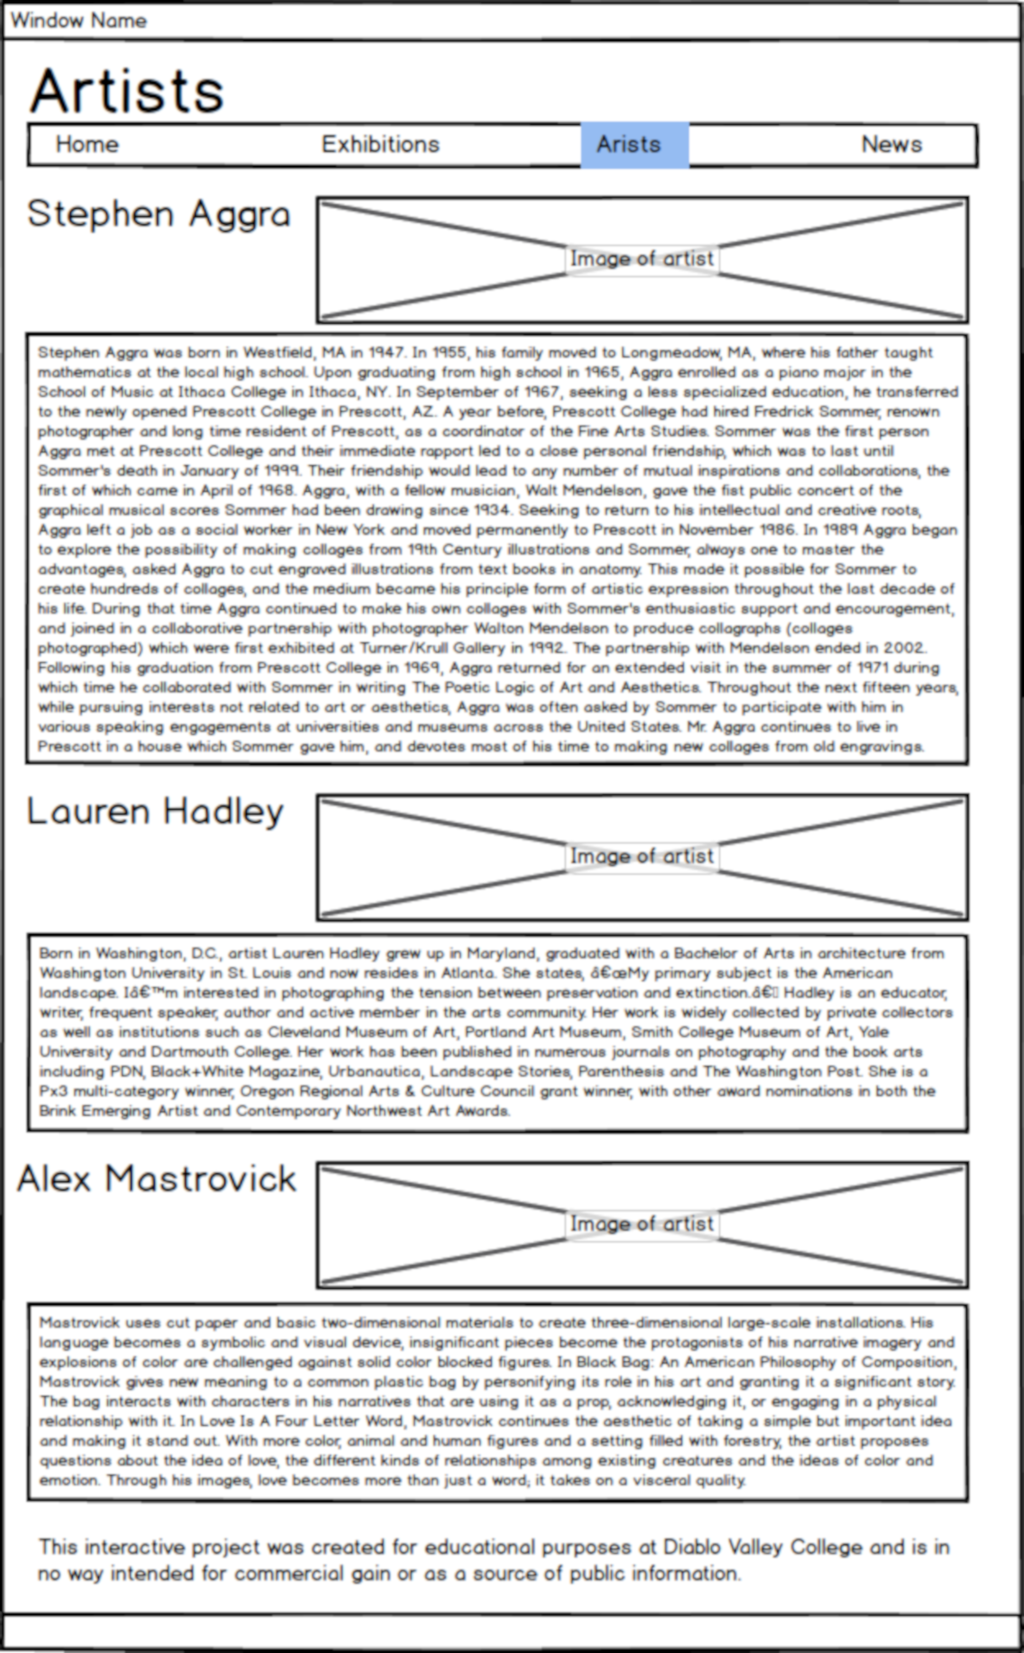 Window Name
Artists
Home Exhibitions Arists News
Stephen Aggra
Image of artist
Stephen Aggra was born in Westfield, MA in 1947. In 1955, his family moved to Longmeadow, MA, where his father taught
mathematics at the local high school. Upon graduating from high school in 1965, Aggra enrolled as a piano major in the
School of Music at Ithaca College in Ithaca, NY. In September of 1967, seeking a less specialized education, he transferred
to the newly opened Prescott College in Prescott, AZ. A year before, Prescott College had hired Fredrick Sommer, renown
photographer and long time resident of Prescott, as a coordinator of the Fine Arts Studies. Sommer was the first person
Aggra met at Prescott College and their immediate rapport led to a close personal friendship, which was to last until
Sommer's death in January of 1999. Their friendship would lead to any number of mutual inspirations and collaborations, the
first of which came in April of 1968. Aggra, with a fellow musician, Walt Mendelson, gave the fist public concert of the
graphical musical scores Sommer had been drawing since 1934. Seeking to return to his intellectual and creative roots,
Aggra left a job as a social worker in New York and moved permanently to Prescott in November 1986. In 1989 Aggra began
to explore the possibility of making collages from 19th Century illustrations and Sommer, always one to master the
advantages, asked Aggra to cut engraved illustrations from text books in anatomy. This made it possible for Sommer to
create hundreds of collages, and the medium became his principle form of artistic expression throughout the last decade of
his life. During that time Aggra continued to make his own collages with Sommer's enthusiastic support and encouragement,
and joined in a collaborative partnership with photographer Walton Mendelson to produce collagraphs (collages
photographed) which were first exhibited at Turner/Krull Gallery in 1992. The partnership with Mendelson ended in 2002.
Following his graduation from Prescott College in 1969, Aggra returned for an extended visit in the summer of 1971 during
which time he collaborated with Sommer in writing The Poetic Logic of Art and Aesthetics. Throughout the next fifteen years,
while pursuing interests not related to art or aesthetics, Aggra was often asked by Sommer to participate with him in
various speaking engagements at universities and museums across the United States. Mr. Aggra continues to live in
Prescott in a house which Sommer gave him, and devotes most of his time to making new collages from old engravings.
Lauren Hadley
Image of artist
Born in Washington, D.C., artist Lauren Hadley grew up in Maryland, graduated with a Bachelor of Arts in architecture from
Washington University in St. Louis and now resides in Atlanta. She states, â€œMy primary subject is the American
landscape. Iâ€™m interested in photographing the tension between preservation and extinction.â€ Hadley is an educator,
writer, frequent speaker, author and active member in the arts community. Her work is widely collected by private collectors
as well as institutions such as Cleveland Museum of Art, Portland Art Museum, Smith College Museum of Art, Yale
University and Dartmouth College. Her work has been published in numerous journals on photography and the book arts
including PDN, Black+White Magazine, Urbanautica, Landscape Stories, Parenthesis and The Washington Post. She is a
Px3 multi-category winner, Oregon Regional Arts & Culture Council grant winner, with other award nominations in both the
Brink Emerging Artist and Contemporary Northwest Art Awards.
Alex Mastrovick
Image of artist
Mastrovick uses cut paper and basic two-dimensional materials to create three-dimensional large-scale installations. His
language becomes a symbolic and visual device, insignificant pieces become the protagonists of his narrative imagery and
explosions of color are challenged against solid color blocked figures. In Black Bag: An American Philosophy of Composition,
Mastrovick gives new meaning to a common plastic bag by personifying its role in his art and granting it a significant story.
The bag interacts with characters in his narratives that are using it as a prop, acknowledging it, or engaging in a physical
relationship with it. In Love Is A Four Letter Word, Mastrovick continues the aesthetic of taking a simple but important idea
and making it stand out. With more color, animal and human figures and a setting filled with forestry, the artist proposes
questions about the idea of love, the different kinds of relationships among existing creatures and the ideas of color and
emotion. Through his images, love becomes more than just a word; it takes on a visceral quality.
This interactive project was created for educational purposes at Diablo Valley College and is in
no way intended for commercial gain or as a source of public information.